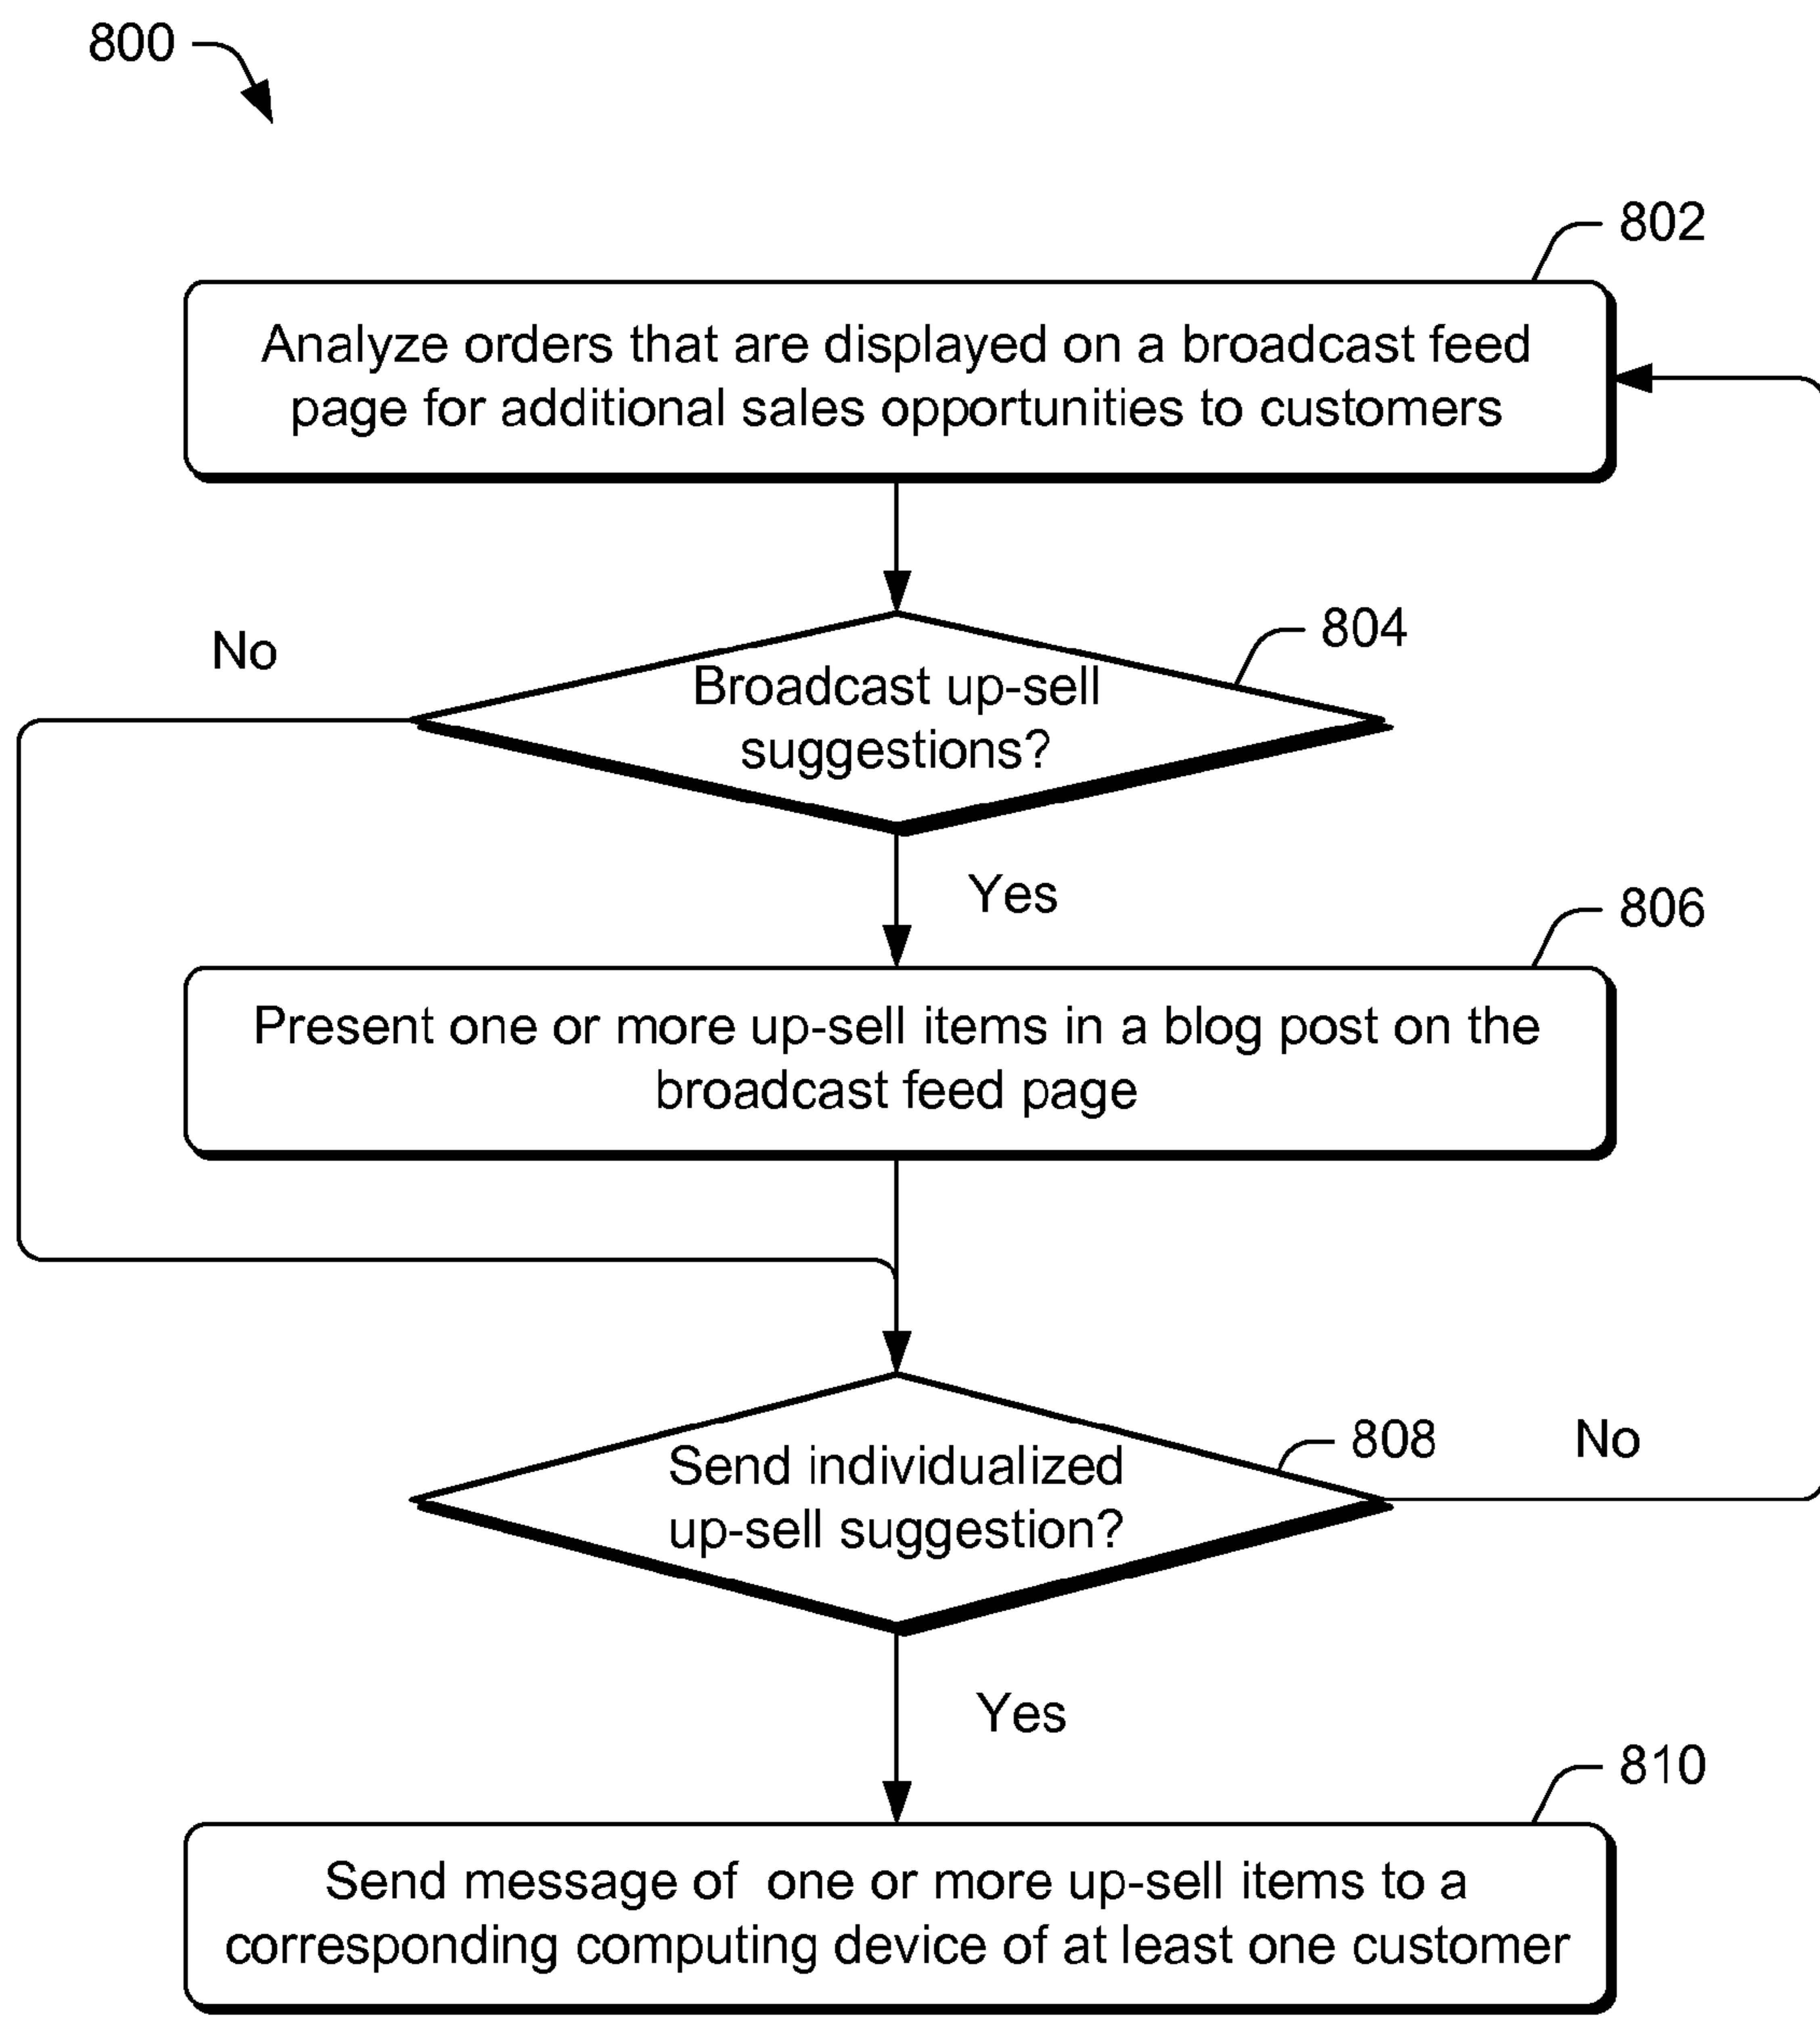 800
802
Analyze orders that are displayed on a broadcast feed
page for additional sales opportunities to customers
804
No
Broadcast up-sell
suggestions?
Yes
806
Present one or more up-sell items in a blog post on the
broadcast feed page
808
No
Send individualized
up-sell suggestion?
Yes
810
Send message of one or more up-sell items to a
corresponding computing device of at least one customer